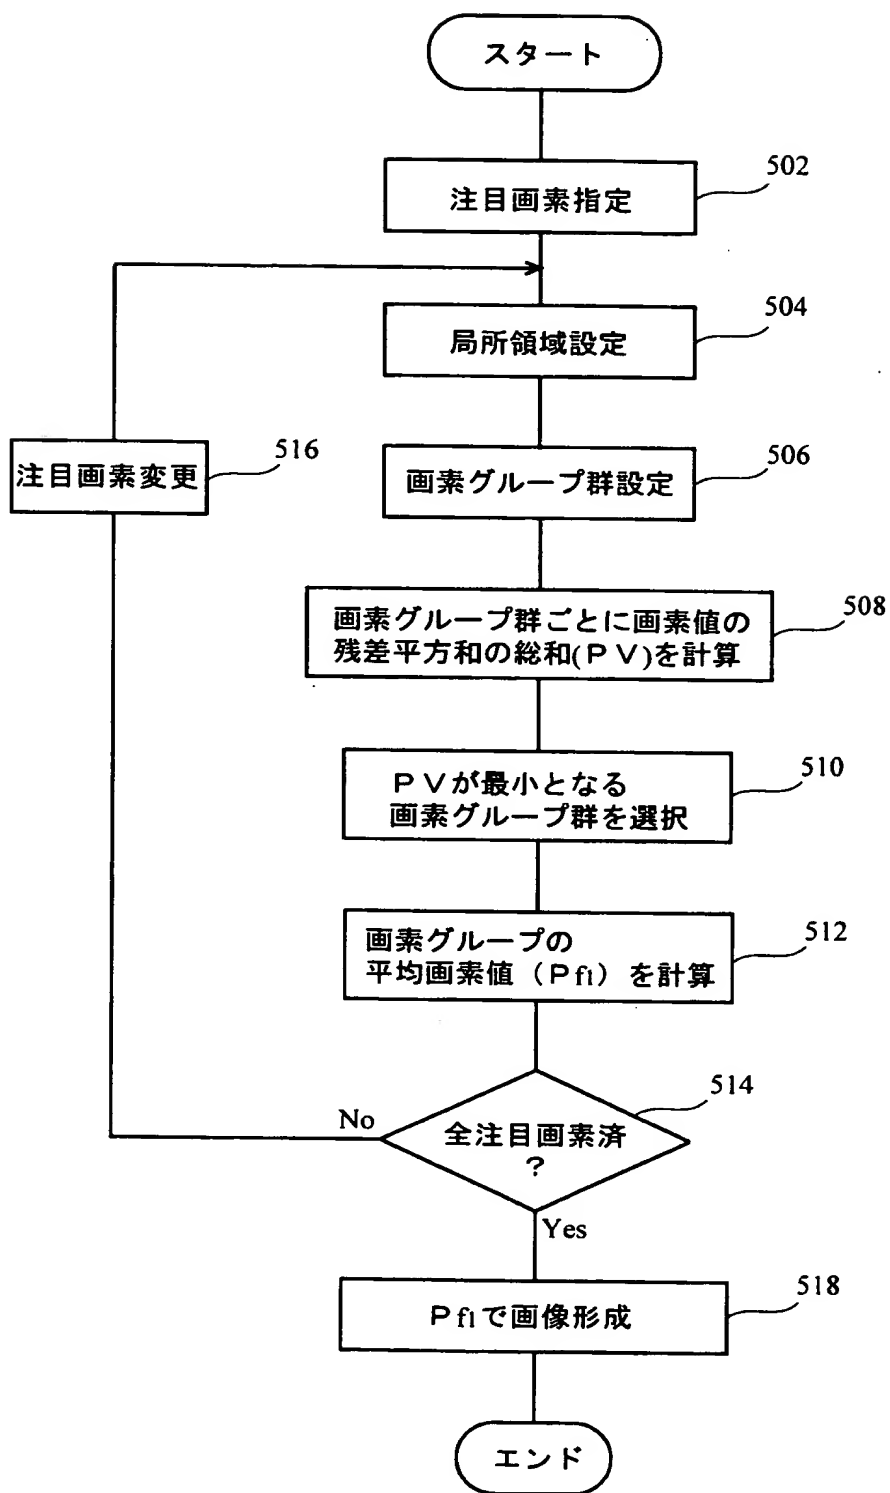 スタート
502
注目画素指定
504
局所領域設定
516
注目画素変更
506
画素グループ群設定
508
画素グループ群ごとに画素値の
残差平方和の総和(PV)を計算
510
PVが最小となる
画素グループ群を選択
512
画素グループの
平均画素値(Pf1)を計算
514
No
全注目画素済
?
Yes
518
Pf1で画像形成
エンド